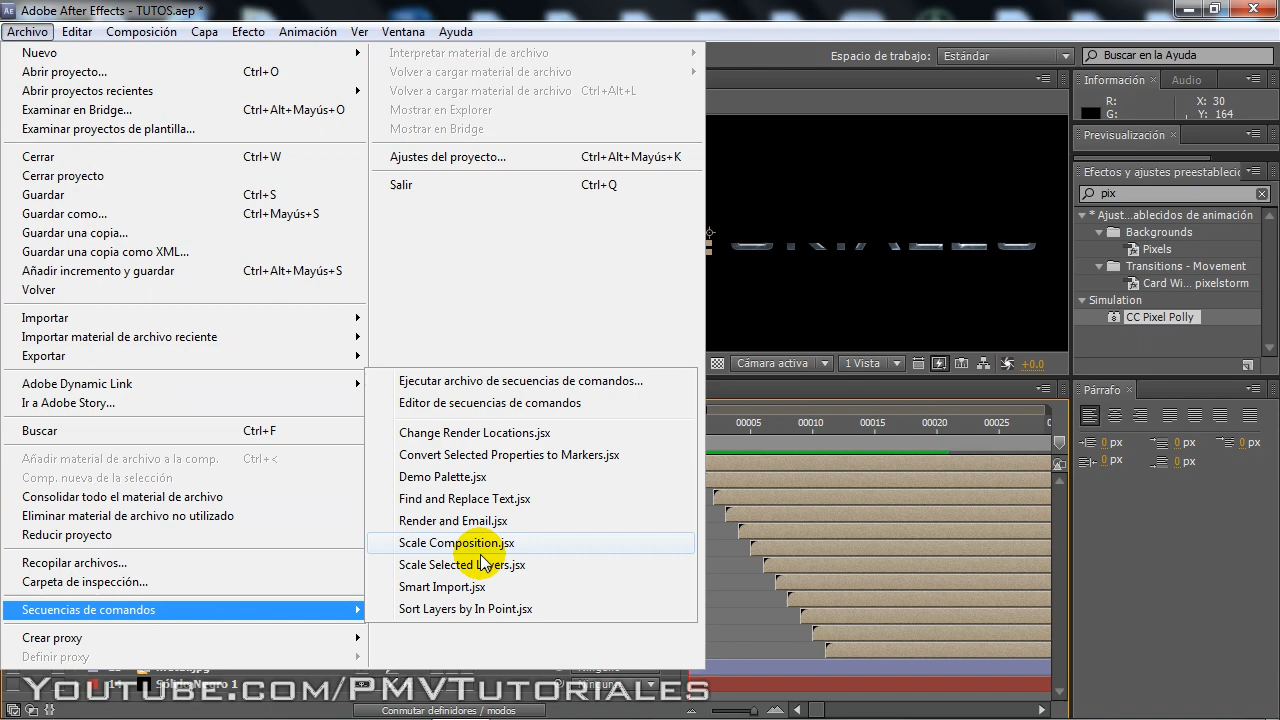 Adobe After Effects - TUTOS.aep *
Archivo Editar Composición Capa Efecto Animación Ver Ventana Ayuda
Nuevo
Abrir proyecto... Ctrl+O
Abrir proyectos recientes
Examinar en Bridge... Ctrl+Alt+Mayús+O
Examinar proyectos de plantilla...
Cerrar Ctrl+W
Cerrar proyecto
Guardar Ctrl+S
Guardar como... Ctrl+Mayús+S
Guardar una copia...
Guardar una copia como XML...
Añadir incremento y guardar Ctrl+Alt+Mayús+S
Volver
Importar
Importar material de archivo reciente
Exportar
Adobe Dynamic Link
Ir a Adobe Story...
Buscar Ctrl+F
Añadir material de archivo a la comp. Ctrl+<
Comp. nueva de la selección
Consolidar todo el material de archivo
Eliminar material de archivo no utilizado
Reducir proyecto
Recopilar archivos...
Carpeta de inspección...
Secuencias de comandos
Crear proxy
Definir proxy
Interpretar material de archivo
Volver a cargar material de archivo
Volver a cargar material de archivo Ctrl+Alt+L
Mostrar en Explorer
Mostrar en Bridge
Ajustes del proyecto... Ctrl+Alt+Mayús+K
Salir Ctrl+Q
Ejecutar archivo de secuencias de comandos...
Editor de secuencias de comandos
Change Render Locations.jsx
Convert Selected Properties to Markers.jsx
Demo Palette.jsx
Find and Replace Text.jsx
Render and Email.jsx
Scale Composition.jsx
Scale Selected Layers.jsx
Smart Import.jsx
Sort Layers by In Point.jsx
Espacio de trabajo: Estándar Buscar en la Ayuda
Información Audio
R: X: 30
G: Y: 164
Previsualización
Efectos y ajustes preestableci
pix
* Ajust...ablecidos de animación
Backgrounds
Pixels
Transitions - Movement
Card Wi... pixelstorm
Simulation
CC Pixel Polly
Cámara activa 1 Vista +0.0
Párrafo
00005 00010 00015 00020 00025
0 px 0 px 0 px
0 px 0 px
14 Sólido Negro 1
Youtube.com/PMVTutoriales
Conmutar definidores / modos